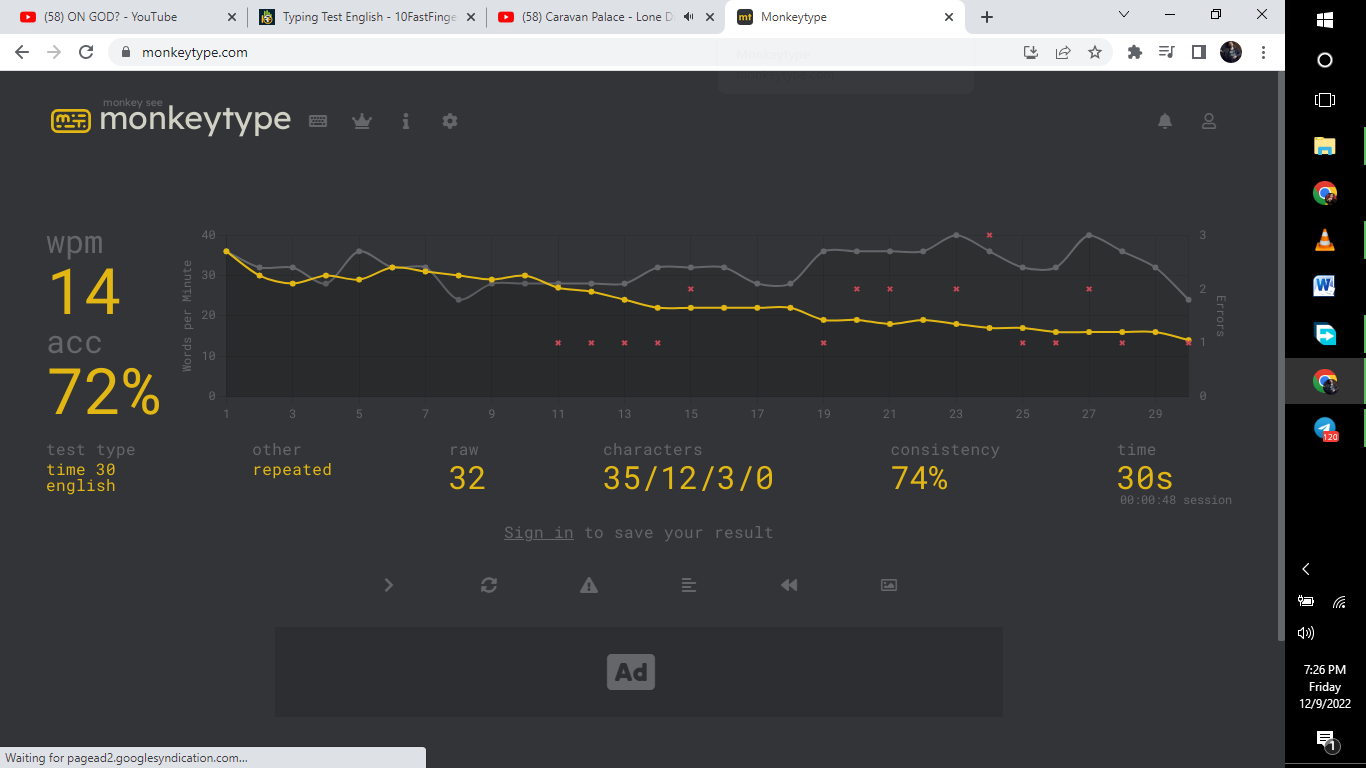 (58) ON GOD? - YouTube
Typing Test English - 10FastFinge
(58) Caravan Palace - Lone D
mt Monkeytype
monkeytype.com
monkey see
monkeytype
wpm
14
acc
72%
Words per Minute
40
30
20
10
0
1 3 5 7 9 11 13 15 17 19 21 23 25 27 29
3
2
1
0
Errors
test type
time 30
english
other
repeated
raw
32
characters
35/12/3/0
consistency
74%
time
30s
00:00:48 session
Sign in to save your result
Ad
Waiting for pagead2.googlesyndication.com...
120
7:26 PM
Friday
12/9/2022
1